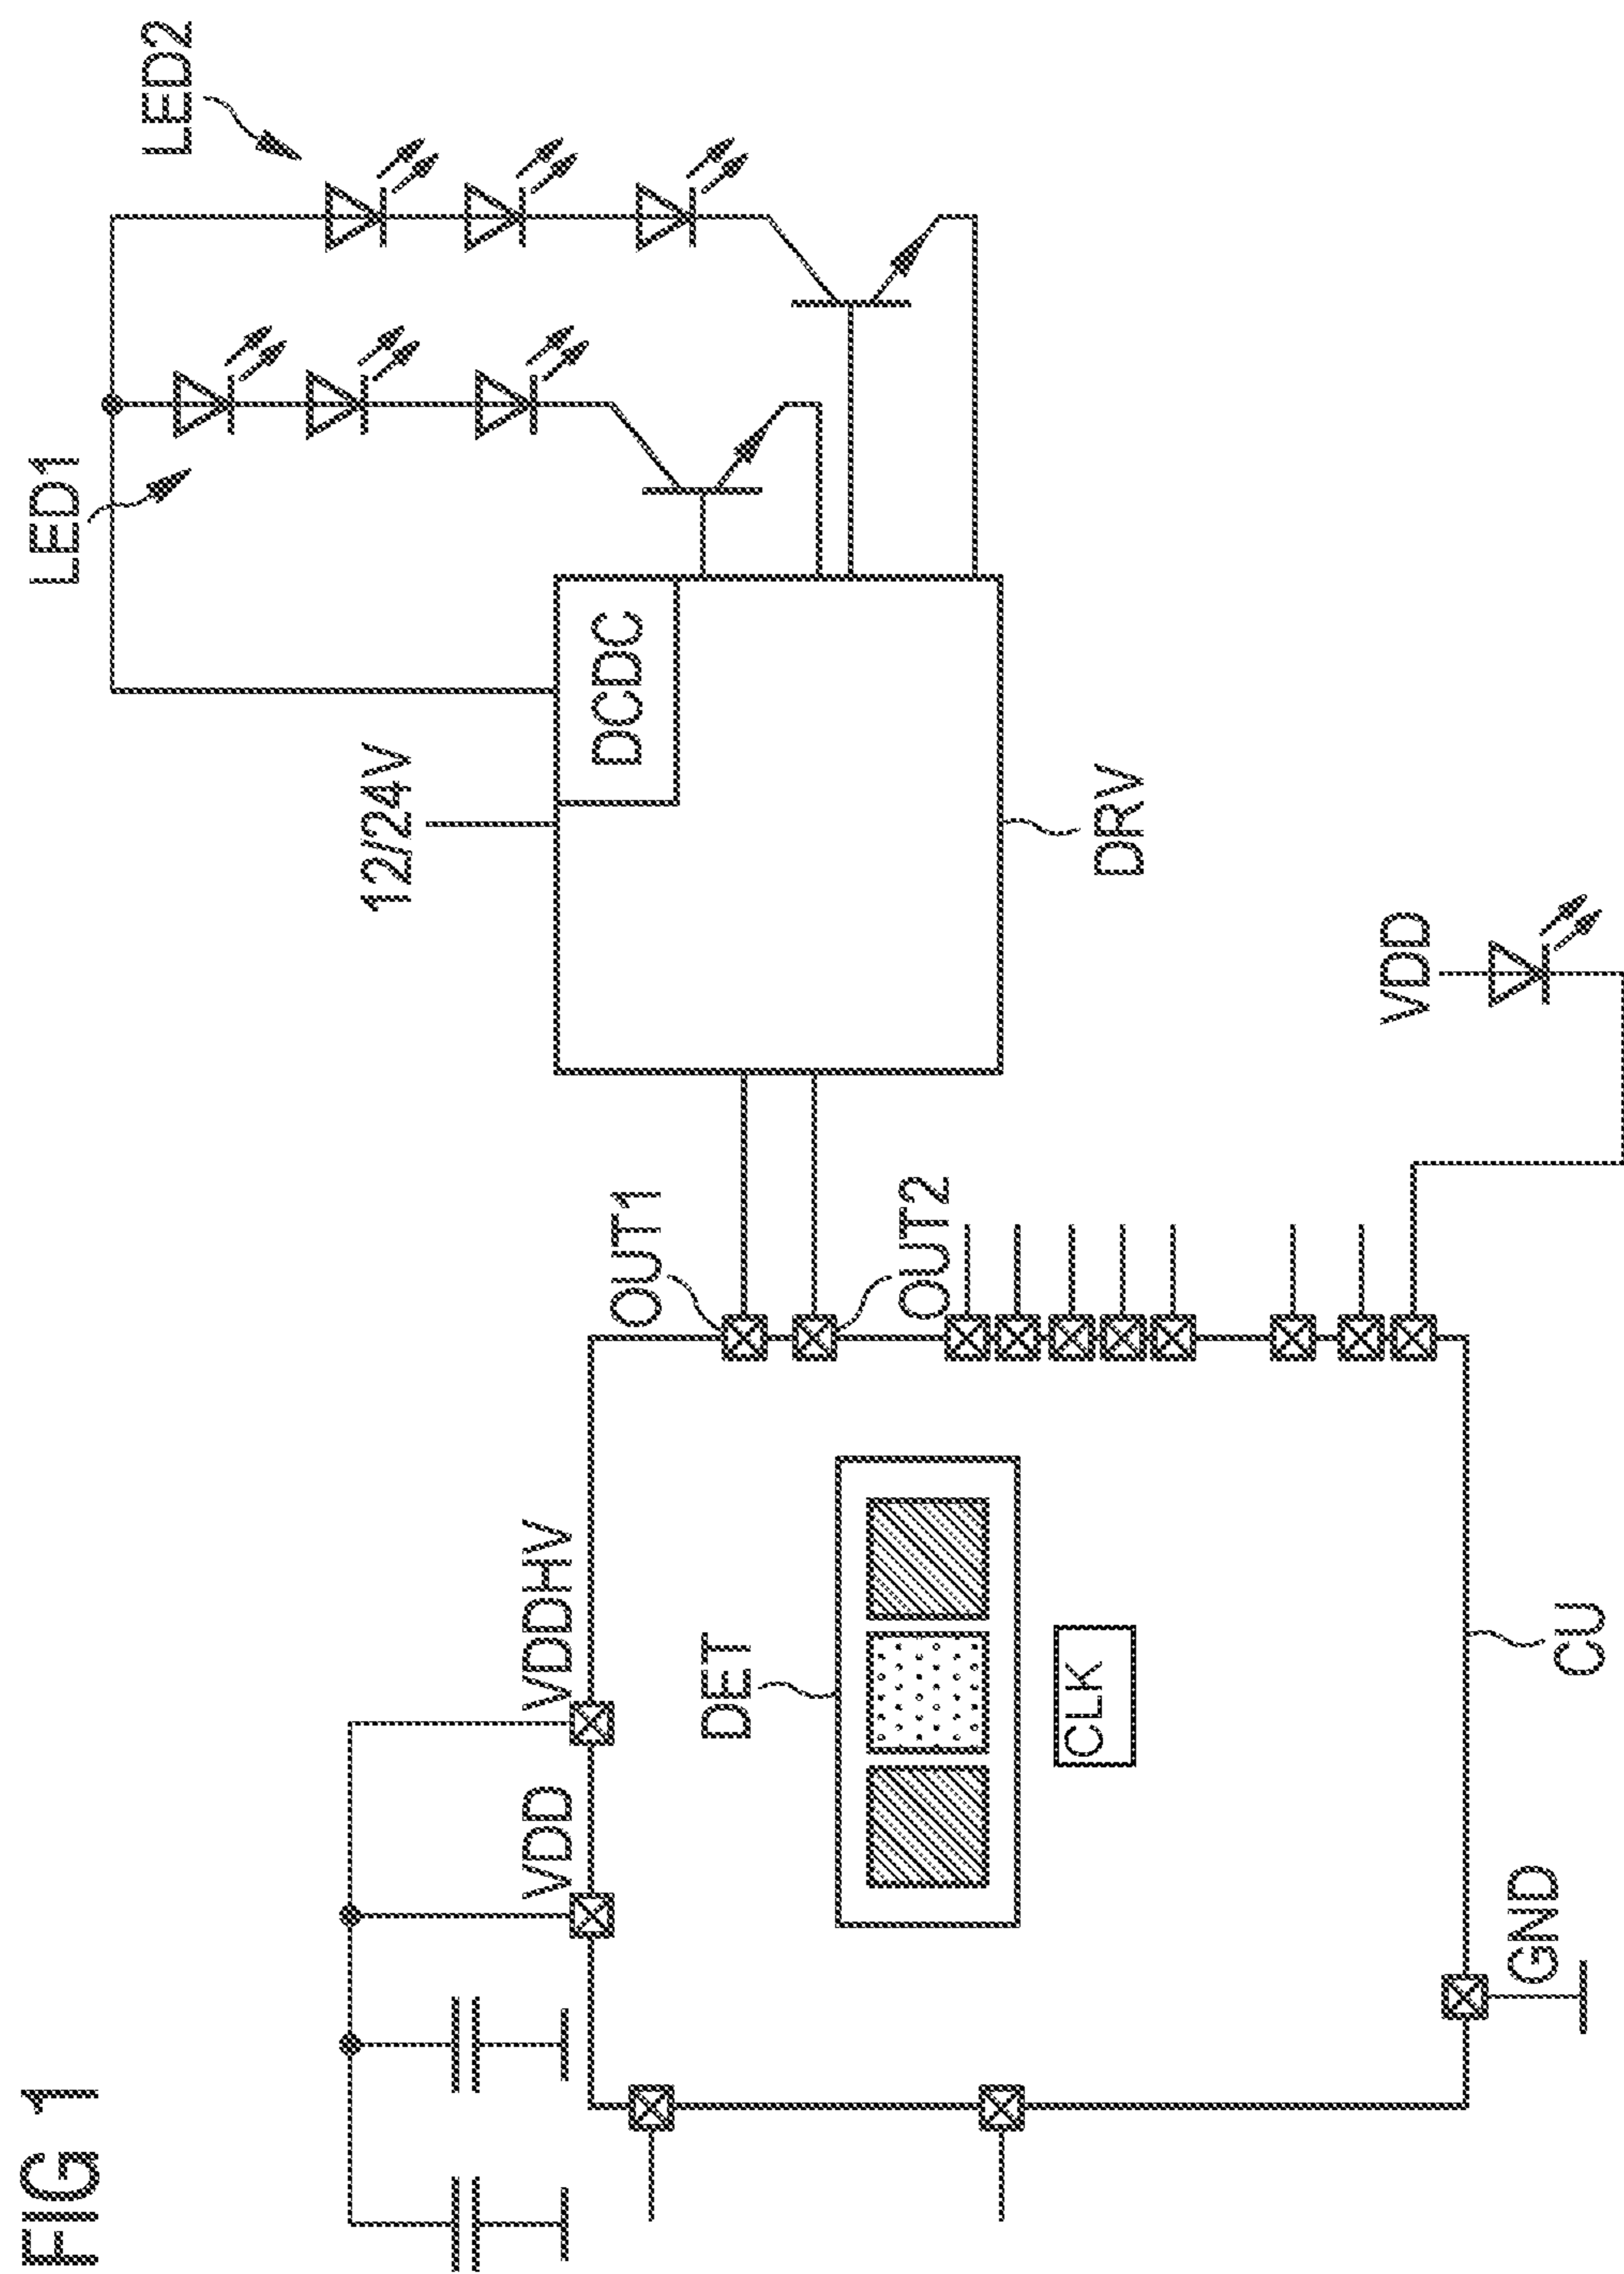 FIG 1
LED1
LED2
12/24V
DCDC
DRV
VDD
VDDHV
OUT1
OUT2
DET
CLK
VDD
GND
CU